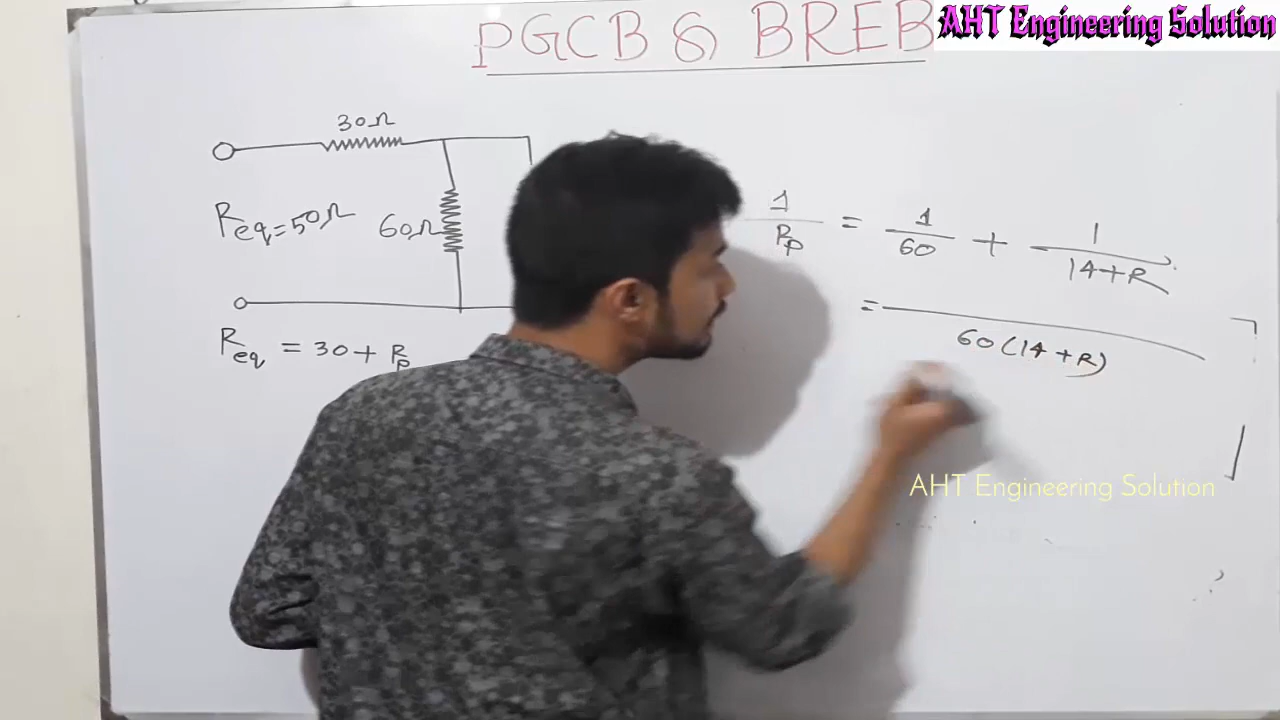 PGCB & BREB
AHT Engineering Solution
30Ω
Req=50Ω
60Ω
Req = 30+ Rp
1/Rp = 1/60 + 1/14+R
= /60(14+R)
AHT Engineering Solution